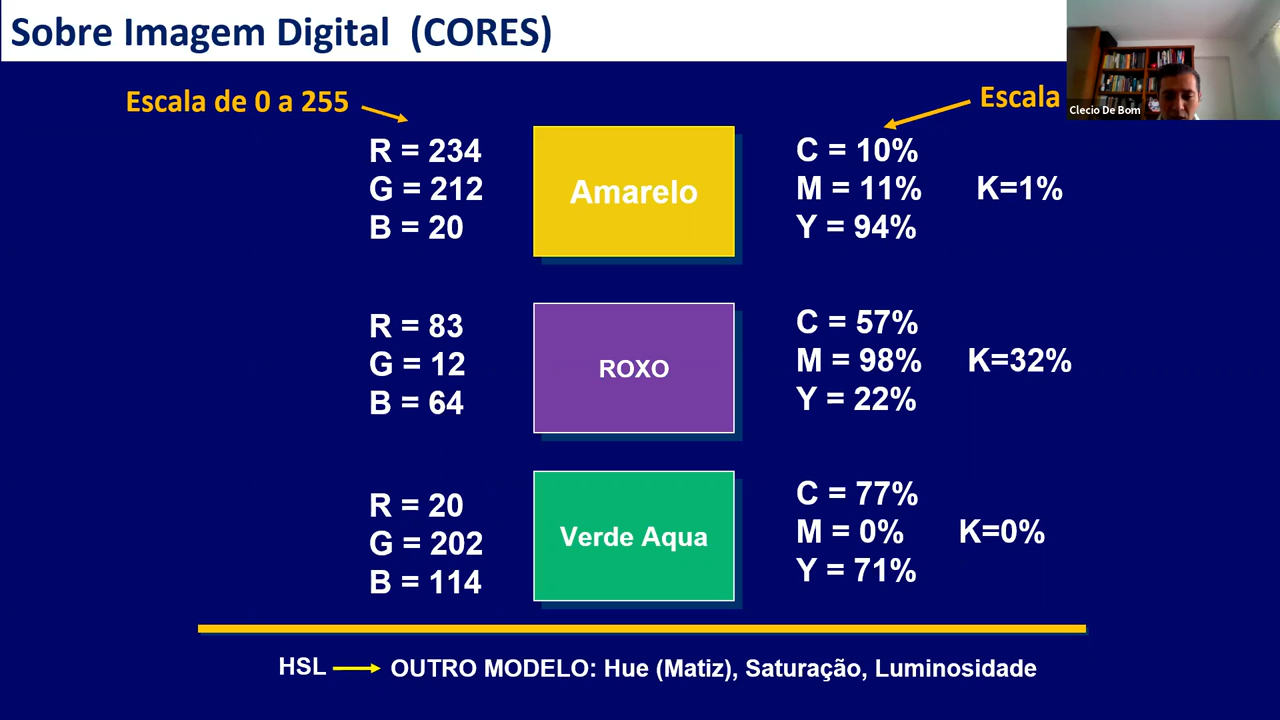 Sobre Imagem Digital (CORES)
Clecio De Bom
Escala de 0 a 255
Escala
R = 234
G = 212
B = 20
Amarelo
C = 10%
M = 11% K=1%
Y = 94%
R = 83
G = 12
B = 64
ROXO
C = 57%
M = 98% K=32%
Y = 22%
R = 20
G = 202
B = 114
Verde Aqua
C = 77%
M = 0% K=0%
Y = 71%
HSL OUTRO MODELO: Hue (Matiz), Saturação, Luminosidade